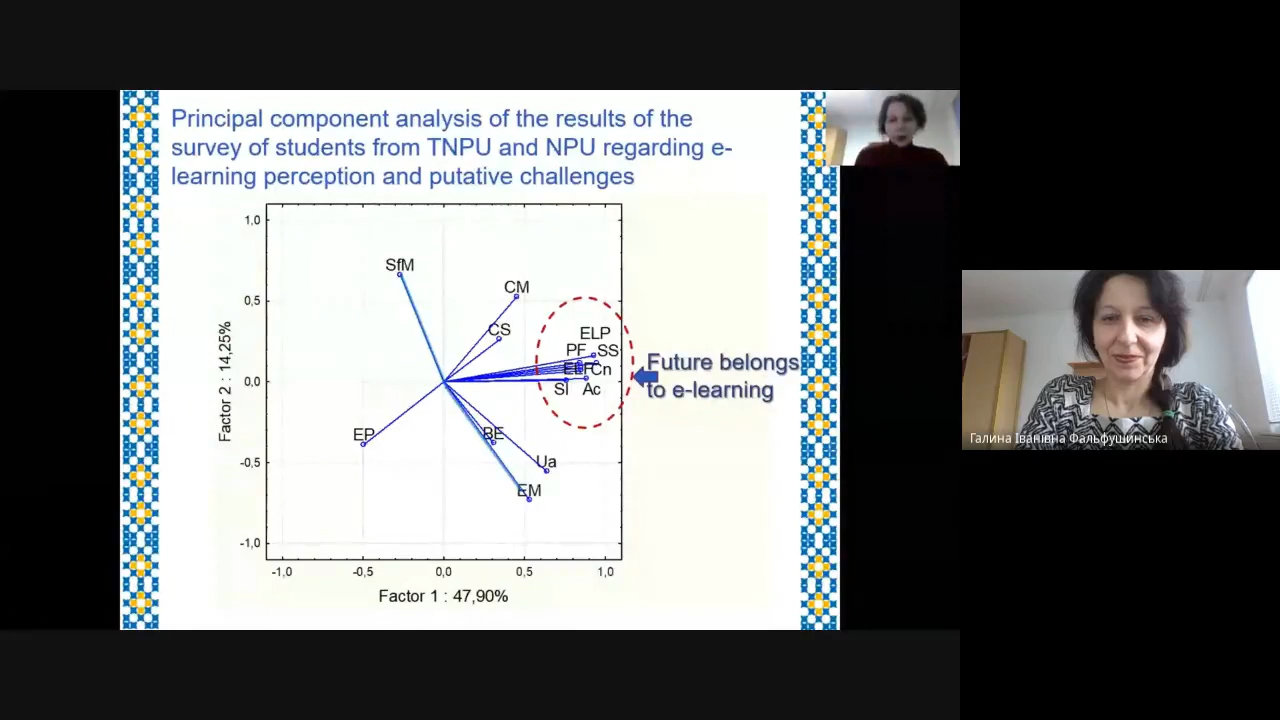 Principal component analysis of the results of the
survey of students from TNPU and NPU regarding e-
learning perception and putative challenges
1,0
SfM
CM
0,5
CS
ELP
PF
SS
Cn
SI
Ac
Future belongs
to e-learning
0,0
EP
BE
Ua
EM
-0,5
-1,0
-1,0
-0,5
0,0
0,5
1,0
Factor 2 : 14,25%
Factor 1 : 47,90%
Галина Іванівна Фальфушинська